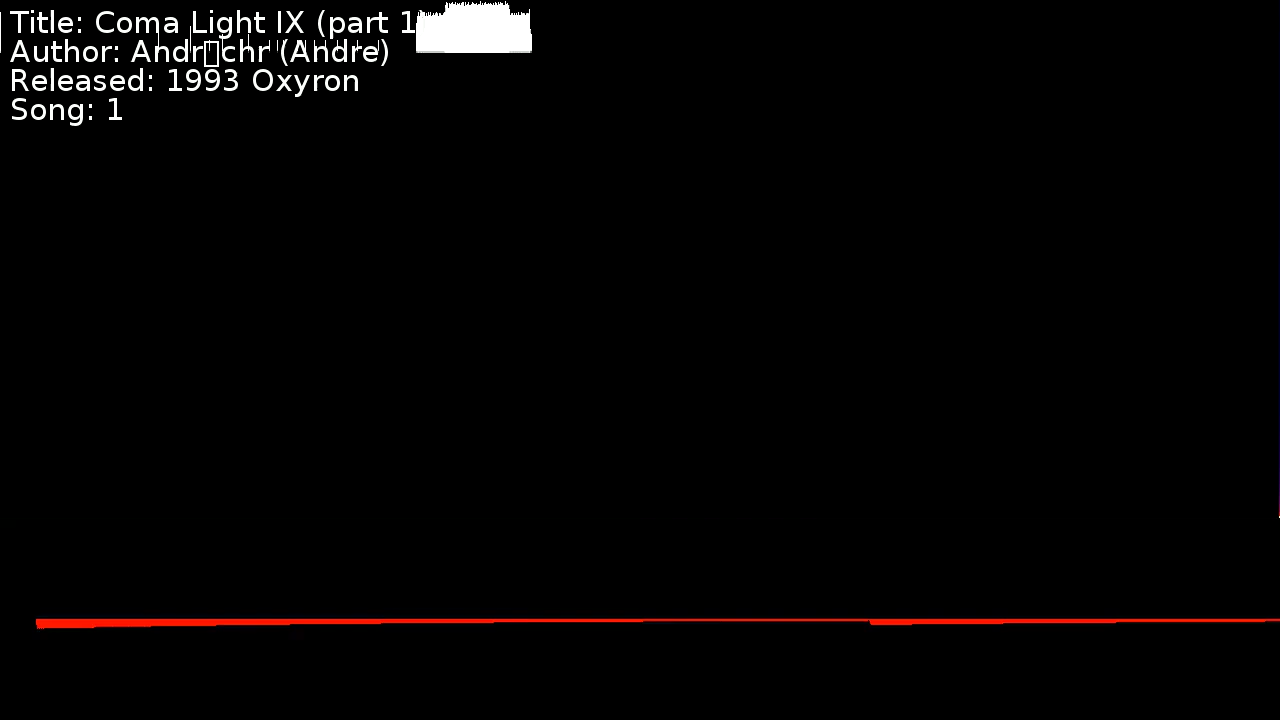 Title: Coma Light IX (part 1
Author: Andr▯chr (Andre)
Released: 1993 Oxyron
Song: 1